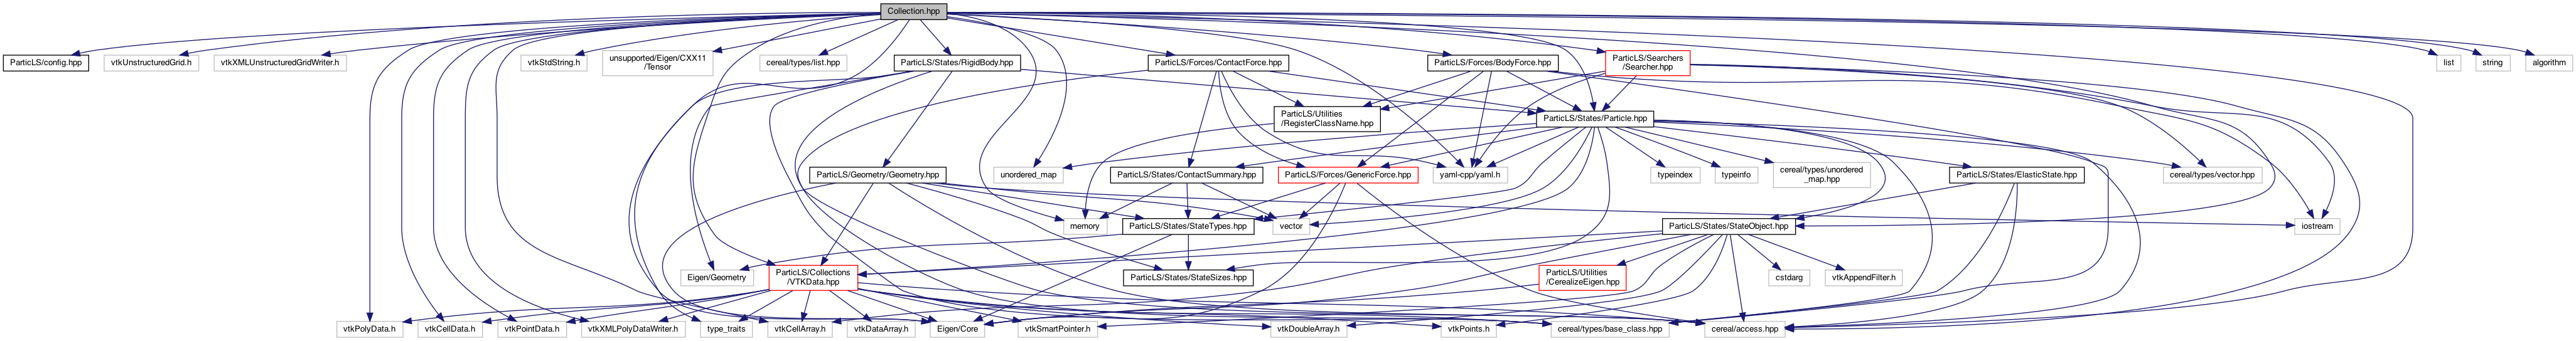 Collection.hpp
ParticLS/config.hpp
vtkUnstructuredGrid.h
vtkXMLUnstructuredGridWriter.h
vtkStdString.h
unsupported/Eigen/CXX11
/Tensor
cereal/types/list.hpp
ParticLS/States/RigidBody.hpp
ParticLS/Forces/ContactForce.hpp
ParticLS/Forces/BodyForce.hpp
ParticLS/Searchers
/Searcher.hpp
list
string
algorithm
ParticLS/Utilities
/RegisterClassName.hpp
ParticLS/States/Particle.hpp
ParticLS/Geometry/Geometry.hpp
unordered_map
ParticLS/States/ContactSummary.hpp
ParticLS/Forces/GenericForce.hpp
yaml-cpp/yaml.h
typeindex
typeinfo
cereal/types/unordered
_map.hpp
ParticLS/States/ElasticState.hpp
cereal/types/vector.hpp
memory
ParticLS/States/StateTypes.hpp
vector
ParticLS/States/StateObject.hpp
iostream
Eigen/Geometry
ParticLS/Collections
/VTKData.hpp
ParticLS/States/StateSizes.hpp
ParticLS/Utilities
/CerealizeEigen.hpp
cstdarg
vtkAppendFilter.h
vtkPolyData.h
vtkCellData.h
vtkPointData.h
vtkXMLPolyDataWriter.h
type_traits
vtkCellArray.h
vtkDataArray.h
Eigen/Core
vtkSmartPointer.h
vtkDoubleArray.h
vtkPoints.h
cereal/types/base_class.hpp
cereal/access.hpp